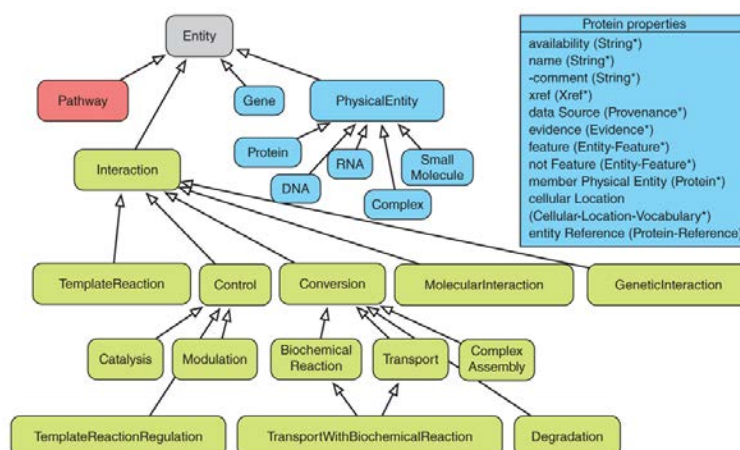 Entity
Pathway
Gene
PhysicalEntity
Protein
DNA
RNA
Complex
Small
Molecule
Interaction
TemplateReaction
Control
Conversion
MolecularInteraction
GeneticInteraction
Catalysis
Modulation
Biochemical
Reaction
Transport
Complex
Assembly
TemplateReactionRegulation
TransportWithBiochemicalReaction
Degradation
Protein properties
availability (String*)
name (String*)
-comment (String*)
xref (Xref*)
data Source (Provenance*)
evidence (Evidence*)
feature (Entity-Feature*)
not Feature (Entity-Feature*)
member Physical Entity (Protein*)
cellular Location
(Cellular-Location-Vocabulary*)
entity Reference (Protein-Reference)